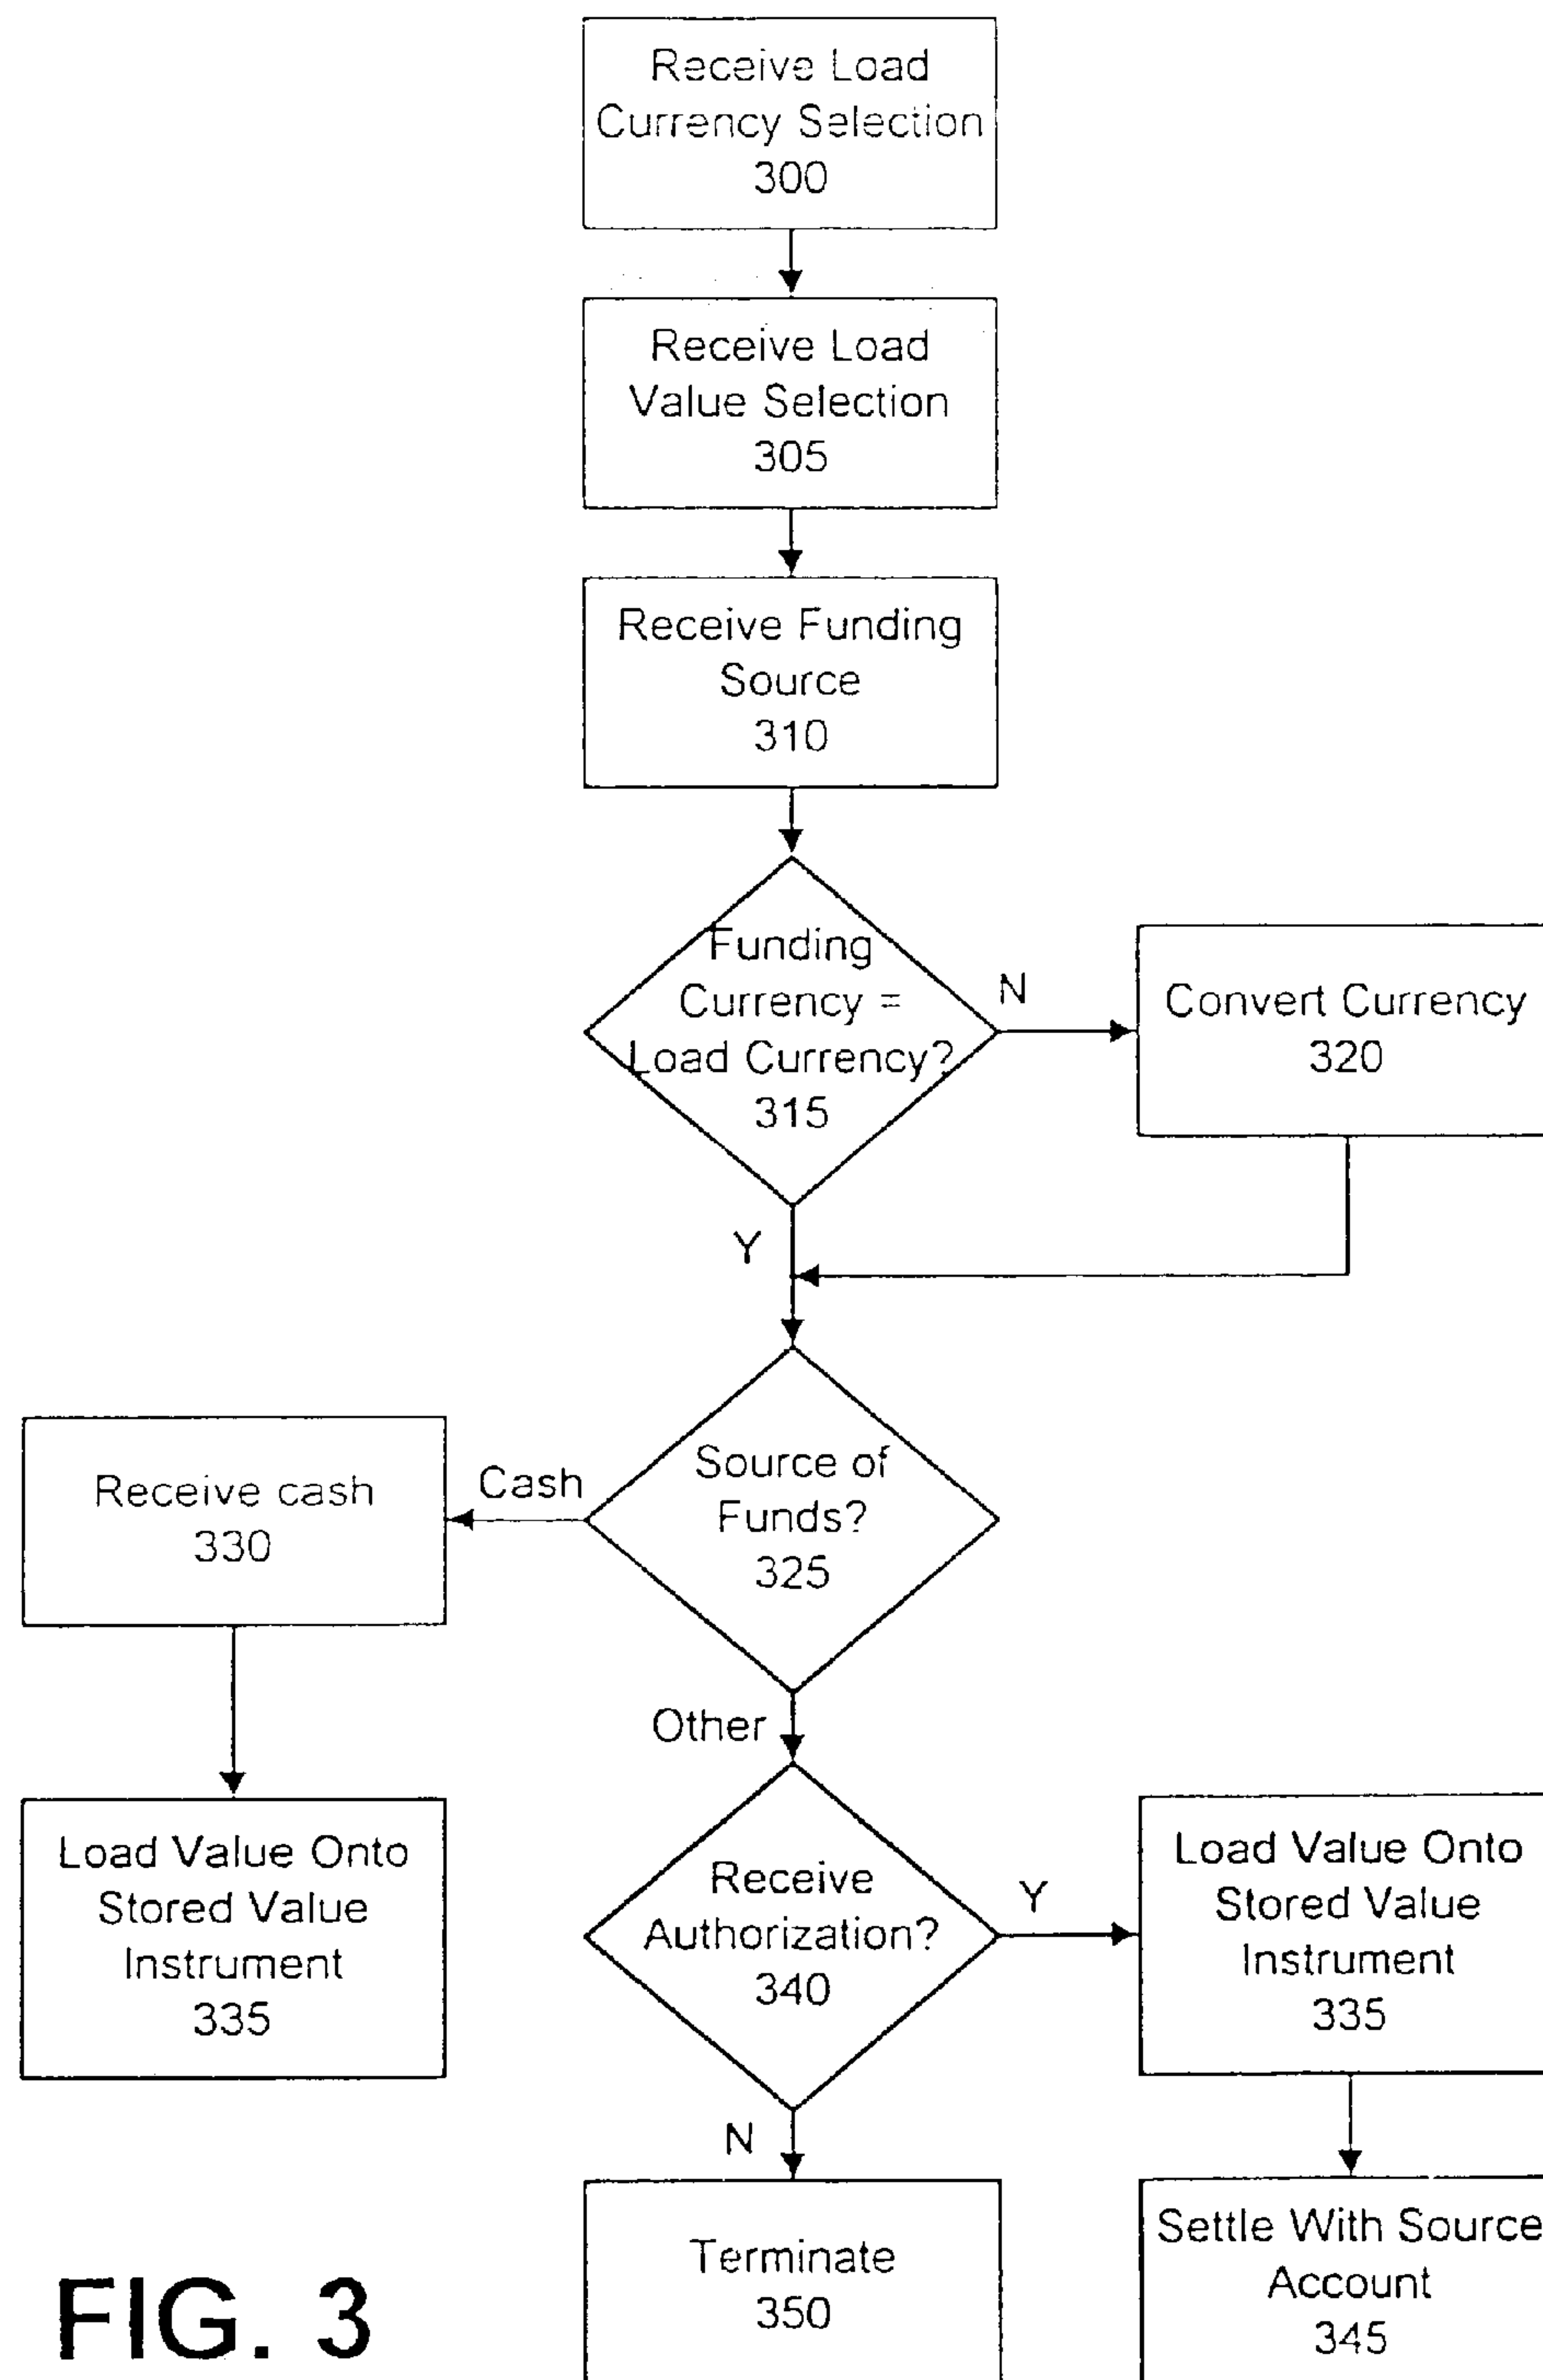 Receive Load
Currency Selection
300
Receive Load
Value Selection
305
Receive Funding
Source
310
Funding
Currency =
Load Currency?
315
N
Convert Currency
320
Y
Source of
Funds?
325
Cash
Receive cash
330
Other
Load Value Onto
Stored Value
Instrument
335
Receive
Authorization?
340
Y
Load Value Onto
Stored Value
Instrument
335
N
Terminate
350
Settle With Source
Account
345
FIG. 3